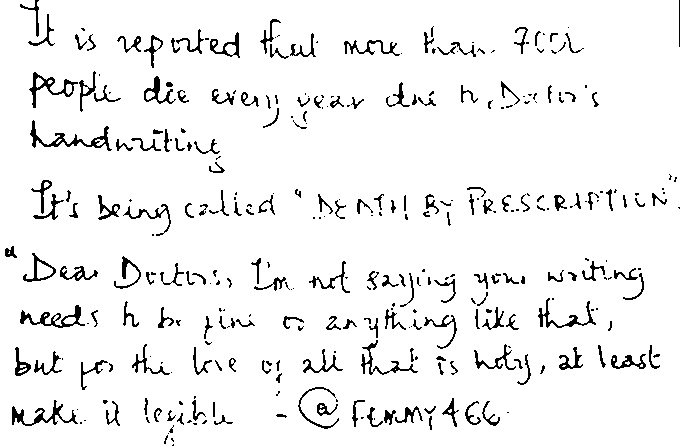 It is reported that more than
people die every year due to Doctor's
handwriting
It's being called "DEATH BY PRESCRIPTION".
"Dear Doctors, I'm not saying your writing
needs to be fine or anything like that,
but for the love of all that is holy, at least
make it legible - @FEMMY466